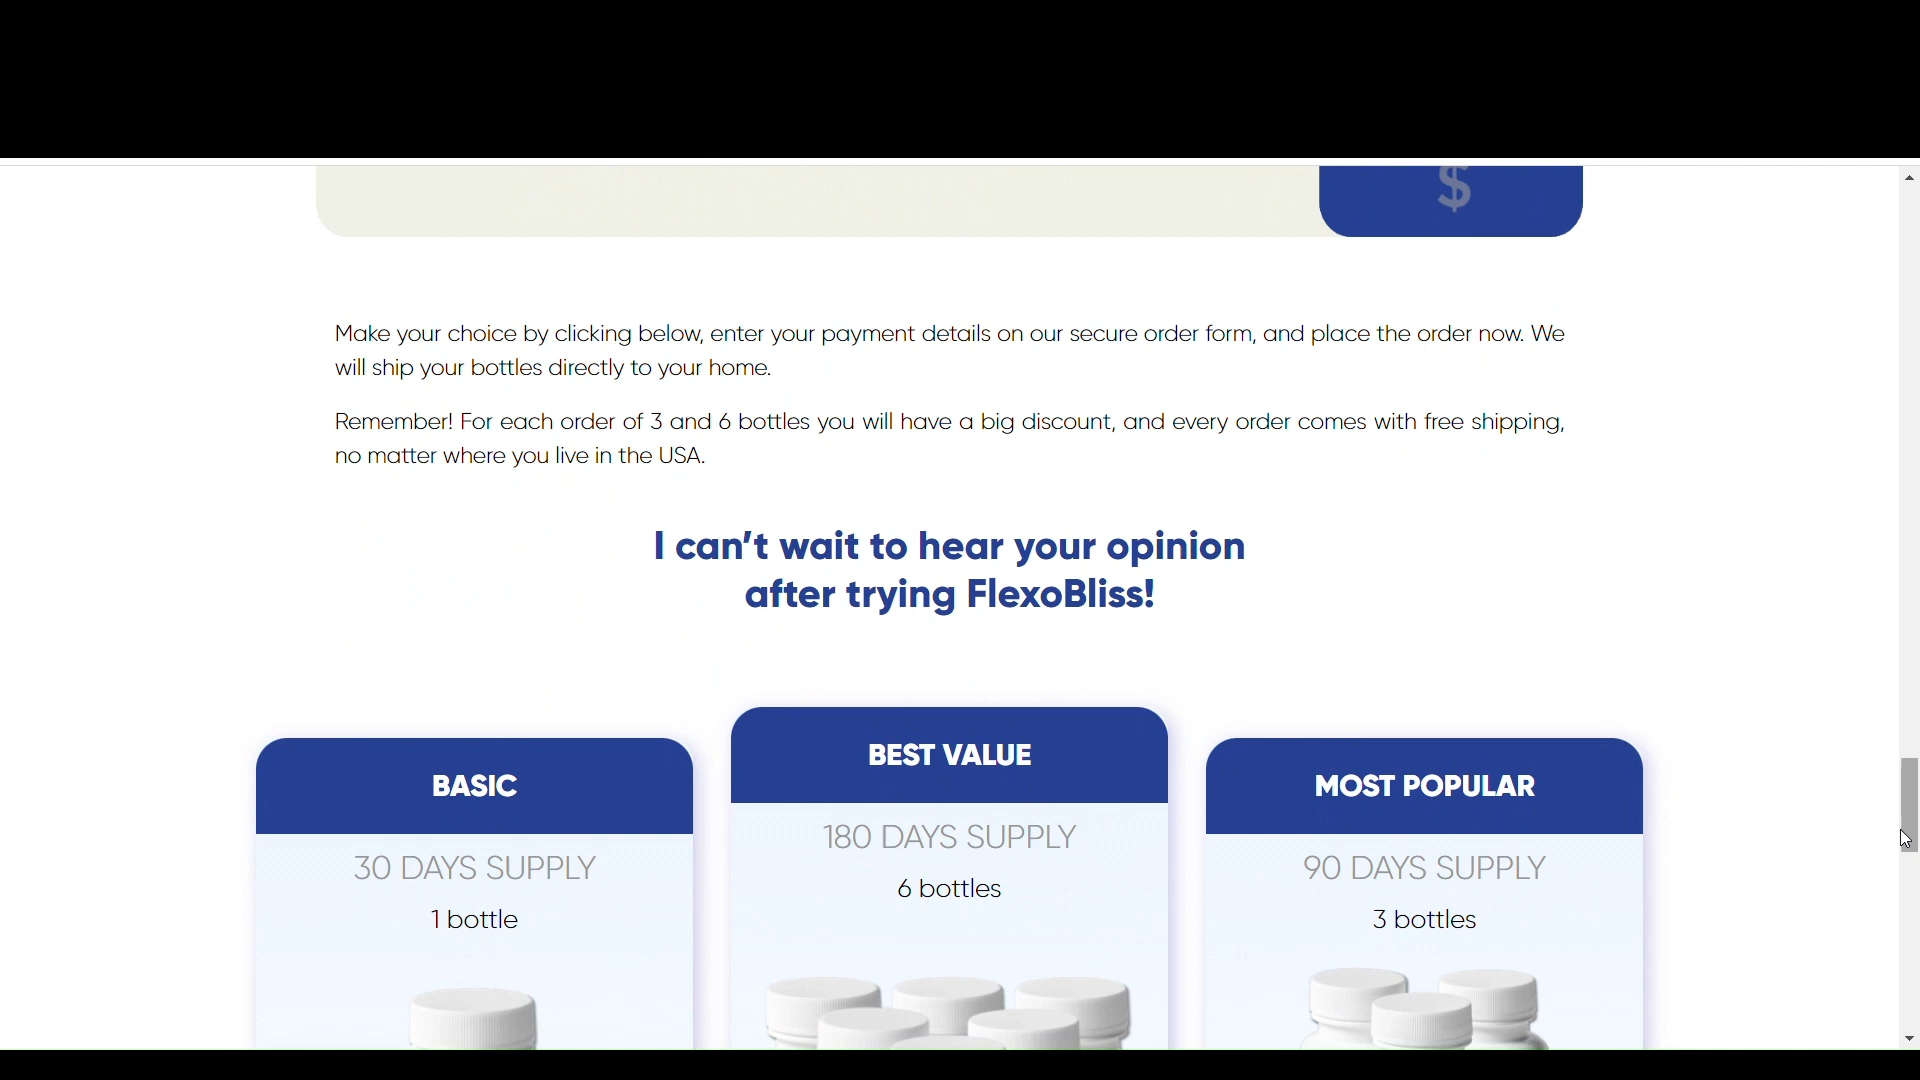 $
Make your choice by clicking below, enter your payment details on our secure order form, and place the order now. We
will ship your bottles directly to your home.
Remember! For each order of 3 and 6 bottles you will have a big discount, and every order comes with free shipping,
no matter where you live in the USA.
I can't wait to hear your opinion
after trying FlexoBliss!
BASIC
30 DAYS SUPPLY
1 bottle
BEST VALUE
180 DAYS SUPPLY
6 bottles
MOST POPULAR
90 DAYS SUPPLY
3 bottles